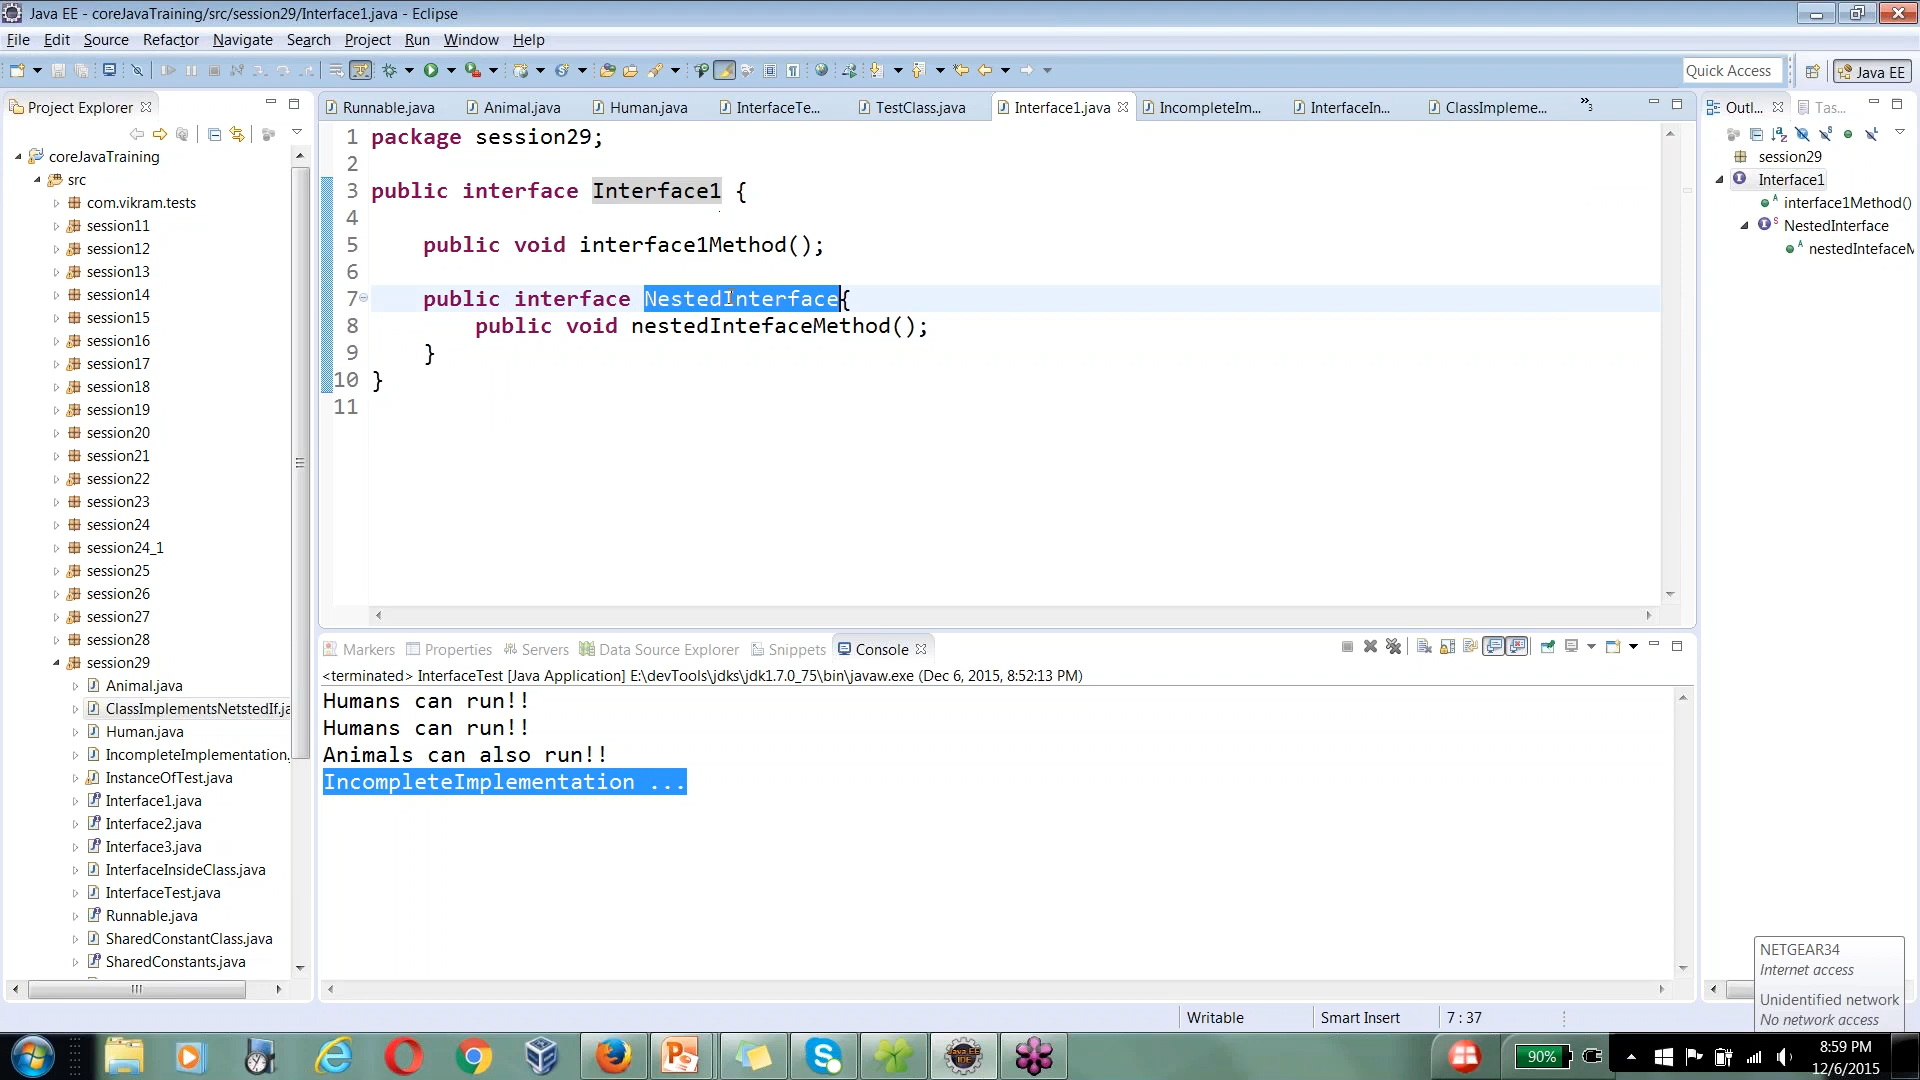 Java EE - coreJavaTraining/src/session29/Interface1.java - Eclipse
File Edit Source Refactor Navigate Search Project Run Window Help
Quick Access
Java EE
Project Explorer
Runnable.java
Animal.java
Human.java
InterfaceTe...
TestClass.java
Interface1.java
IncompleteIm...
InterfaceIn...
ClassImpleme...
»3
Outl...
Tas...
coreJavaTraining
src
com.vikram.tests
session11
session12
session13
session14
session15
session16
session17
session18
session19
session20
session21
session22
session23
session24
session24_1
session25
session26
session27
session28
session29
Animal.java
ClassImplementsNetstedIf.ja
Human.java
IncompleteImplementation.
InstanceOfTest.java
Interface1.java
Interface2.java
Interface3.java
InterfaceInsideClass.java
InterfaceTest.java
Runnable.java
SharedConstantClass.java
SharedConstants.java
1 package session29;
2
3 public interface Interface1 {
4
5 public void interface1Method();
6
7 public interface NestedInterface{
8 public void nestedIntefaceMethod();
9 }
10 }
11
session29
Interface1
interface1Method()
NestedInterface
nestedIntefaceM
Markers Properties Servers Data Source Explorer Snippets Console
<terminated> InterfaceTest [Java Application] E:\devTools\jdks\jdk1.7.0_75\bin\javaw.exe (Dec 6, 2015, 8:52:13 PM)
Humans can run!!
Humans can run!!
Animals can also run!!
IncompleteImplementation ...
NETGEAR34
Internet access
Unidentified network
No network access
Writable
Smart Insert
7 : 37
90%
8:59 PM
12/6/2015